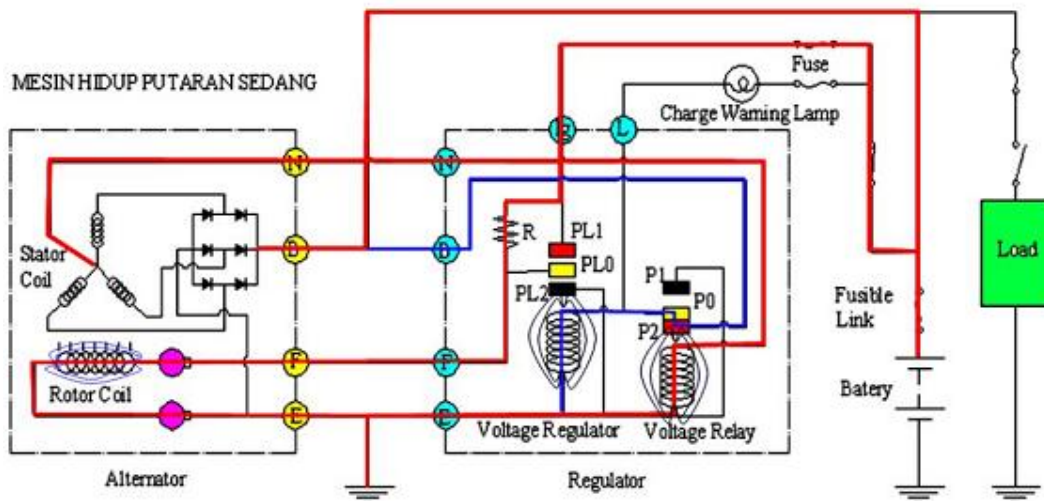 MESIN HIDUP PUTARAN SEDANG
Fuse
Charge Warning Lamp
L
N
N
Stator
Coil
B
B
R
PL1
PL0
PL2
P1
P0
P2
Load
Fusible
Link
F
F
Rotor Coil
E
E
Voltage Regulator
Voltage Relay
Batery
Alternator
Regulator